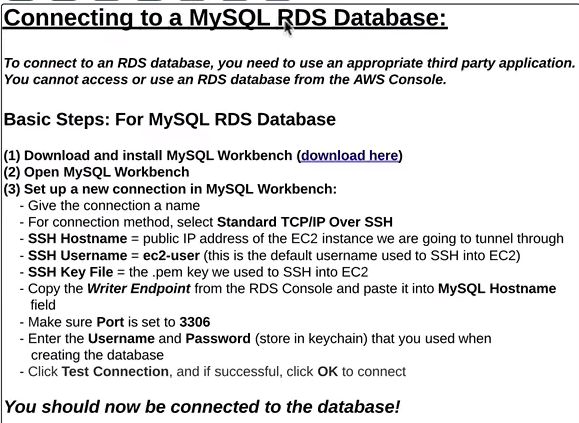 Connecting to a MySQL RDS Database:
To connect to an RDS database, you need to use an appropriate third party application.
You cannot access or use an RDS database from the AWS Console.
Basic Steps: For MySQL RDS Database
(1) Download and install MySQL Workbench (download here)
(2) Open MySQL Workbench
(3) Set up a new connection in MySQL Workbench:
- Give the connection a name
- For connection method, select Standard TCP/IP Over SSH
- SSH Hostname = public IP address of the EC2 instance we are going to tunnel through
- SSH Username = ec2-user (this is the default username used to SSH into EC2)
- SSH Key File = the .pem key we used to SSH into EC2
- Copy the Writer Endpoint from the RDS Console and paste it into MySQL Hostname
field
- Make sure Port is set to 3306
- Enter the Username and Password (store in keychain) that you used when
creating the database
- Click Test Connection, and if successful, click OK to connect
You should now be connected to the database!